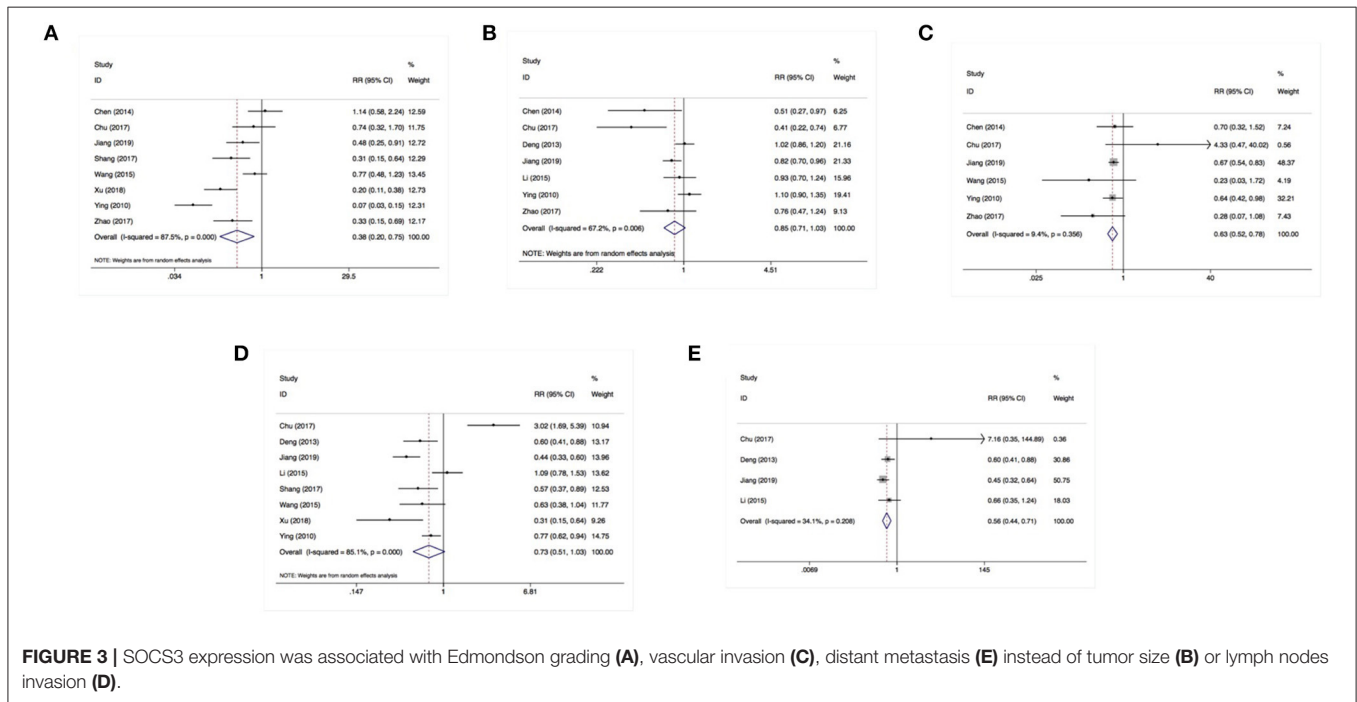 A
Study %
ID RR (95% CI) Weight
Chen (2014) 1.14 (0.58, 2.24) 12.59
Chu (2017) 0.74 (0.32, 1.70) 11.75
Jiang (2019) 0.48 (0.25, 0.91) 12.72
Shang (2017) 0.31 (0.15, 0.64) 12.29
Wang (2015) 0.77 (0.48, 1.23) 13.45
Xu (2018) 0.20 (0.11, 0.38) 12.73
Ying (2010) 0.07 (0.03, 0.15) 12.31
Zhao (2017) 0.33 (0.15, 0.69) 12.17
Overall (I-squared = 87.5%, p = 0.000) 0.38 (0.20, 0.75) 100.00
NOTE: Weights are from random effects analysis
.034 1 29.5
B
Study %
ID RR (95% CI) Weight
Chen (2014) 0.51 (0.27, 0.97) 6.25
Chu (2017) 0.41 (0.22, 0.74) 6.77
Deng (2013) 1.02 (0.86, 1.20) 21.16
Jiang (2019) 0.82 (0.70, 0.96) 21.33
Li (2015) 0.93 (0.70, 1.24) 15.96
Ying (2010) 1.10 (0.90, 1.35) 19.41
Zhao (2017) 0.76 (0.47, 1.24) 9.13
Overall (I-squared = 67.2%, p = 0.006) 0.85 (0.71, 1.03) 100.00
NOTE: Weights are from random effects analysis
.222 1 4.51
C
Study %
ID RR (95% CI) Weight
Chen (2014) 0.70 (0.32, 1.52) 7.24
Chu (2017) 4.33 (0.47, 40.02) 0.56
Jiang (2019) 0.67 (0.54, 0.83) 48.37
Wang (2015) 0.23 (0.03, 1.72) 4.19
Ying (2010) 0.64 (0.42, 0.98) 32.21
Zhao (2017) 0.28 (0.07, 1.08) 7.43
Overall (I-squared = 9.4%, p = 0.356) 0.63 (0.52, 0.78) 100.00
.025 1 40
D
Study %
ID RR (95% CI) Weight
Chu (2017) 3.02 (1.69, 5.39) 10.94
Deng (2013) 0.60 (0.41, 0.88) 13.17
Jiang (2019) 0.44 (0.33, 0.60) 13.96
Li (2015) 1.09 (0.78, 1.53) 13.62
Shang (2017) 0.57 (0.37, 0.89) 12.53
Wang (2015) 0.63 (0.38, 1.04) 11.77
Xu (2018) 0.31 (0.15, 0.64) 9.26
Ying (2010) 0.77 (0.62, 0.94) 14.75
Overall (I-squared = 85.1%, p = 0.000) 0.73 (0.51, 1.03) 100.00
NOTE: Weights are from random effects analysis
.147 1 6.81
E
Study %
ID RR (95% CI) Weight
Chu (2017) 7.16 (0.35, 144.89) 0.36
Deng (2013) 0.60 (0.41, 0.88) 30.86
Jiang (2019) 0.45 (0.32, 0.64) 50.75
Li (2015) 0.66 (0.35, 1.24) 18.03
Overall (I-squared = 34.1%, p = 0.208) 0.56 (0.44, 0.71) 100.00
.0069 1 145
FIGURE 3 | SOCS3 expression was associated with Edmondson grading (A), vascular invasion (C), distant metastasis (E) instead of tumor size (B) or lymph nodes
invasion (D).